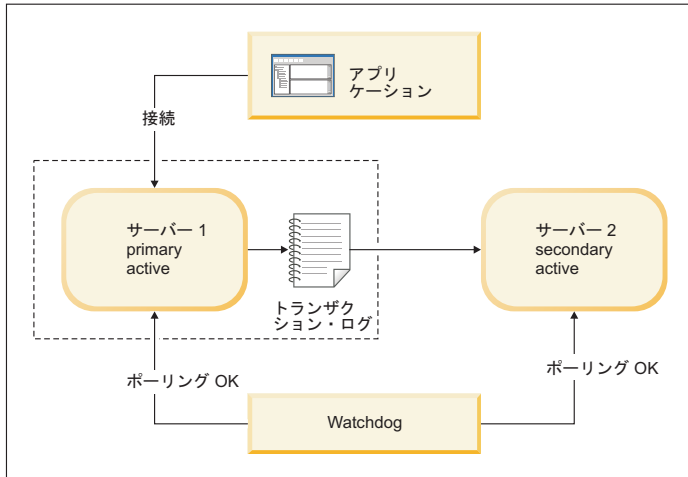 アプリ
ケーション
接続
サーバー 1
primary
active
トランザク
ション・ログ
サーバー 2
secondary
active
ポーリング OK
ポーリング OK
Watchdog